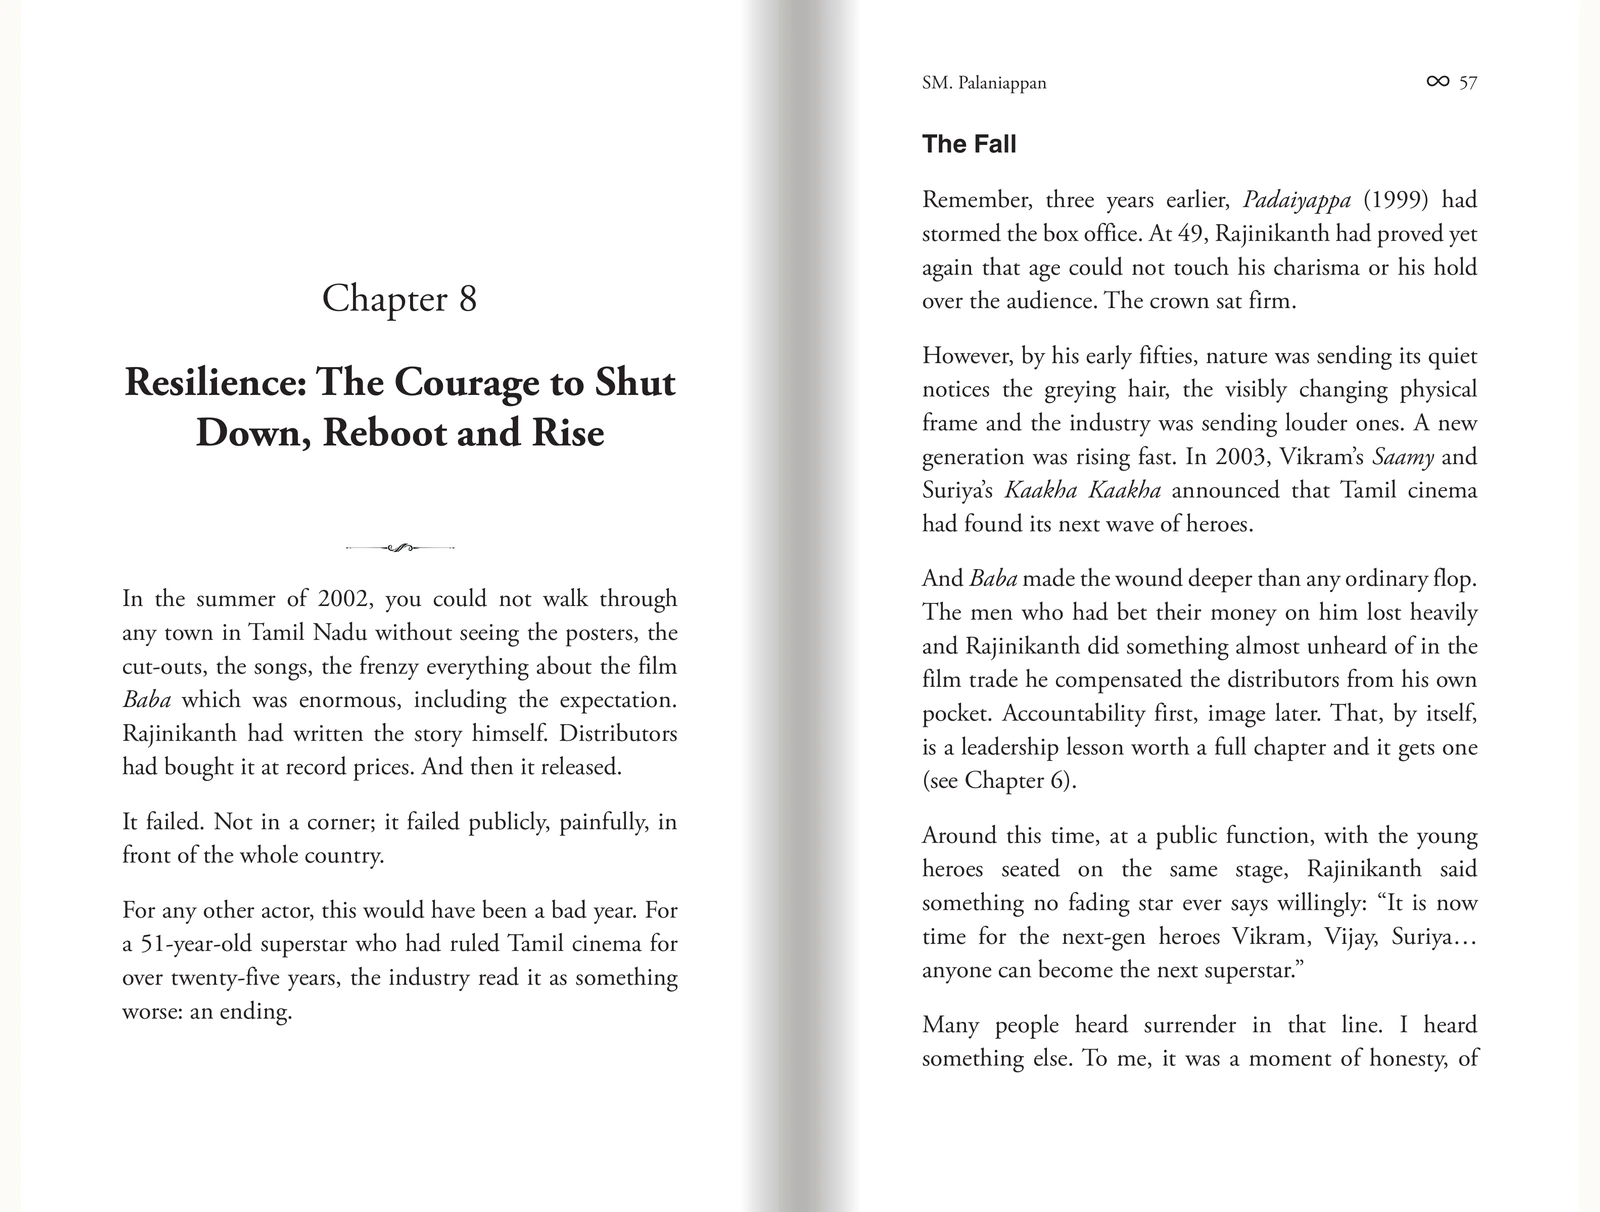 Chapter 8
Resilience: The Courage to Shut
Down, Reboot and Rise
In the summer of 2002, you could not walk through
any town in Tamil Nadu without seeing the posters, the
cut-outs, the songs, the frenzy everything about the film
Baba which was enormous, including the expectation.
Rajinikanth had written the story himself. Distributors
had bought it at record prices. And then it released.
It failed. Not in a corner; it failed publicly, painfully, in
front of the whole country.
For any other actor, this would have been a bad year. For
a 51-year-old superstar who had ruled Tamil cinema for
over twenty-five years, the industry read it as something
worse: an ending.
SM. Palaniappan ∞ 57
The Fall
Remember, three years earlier, Padaiyappa (1999) had
stormed the box office. At 49, Rajinikanth had proved yet
again that age could not touch his charisma or his hold
over the audience. The crown sat firm.
However, by his early fifties, nature was sending its quiet
notices the greying hair, the visibly changing physical
frame and the industry was sending louder ones. A new
generation was rising fast. In 2003, Vikram’s Saamy and
Suriya’s Kaakha Kaakha announced that Tamil cinema
had found its next wave of heroes.
And Baba made the wound deeper than any ordinary flop.
The men who had bet their money on him lost heavily
and Rajinikanth did something almost unheard of in the
film trade he compensated the distributors from his own
pocket. Accountability first, image later. That, by itself,
is a leadership lesson worth a full chapter and it gets one
(see Chapter 6).
Around this time, at a public function, with the young
heroes seated on the same stage, Rajinikanth said
something no fading star ever says willingly: “It is now
time for the next-gen heroes Vikram, Vijay, Suriya…
anyone can become the next superstar.”
Many people heard surrender in that line. I heard
something else. To me, it was a moment of honesty, of